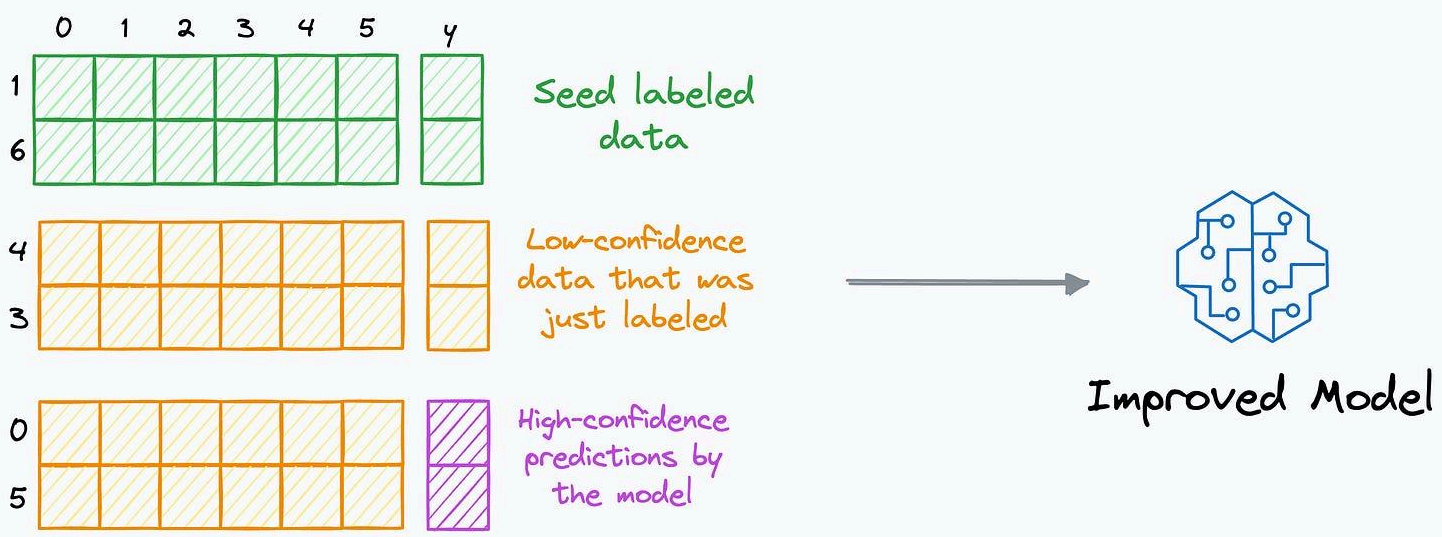 0 1 2 3 4 5 y
1
6
Seed labeled
data
4
3
Low-confidence
data that was
just labeled
0
5
High-confidence
predictions by
the model
Improved Model